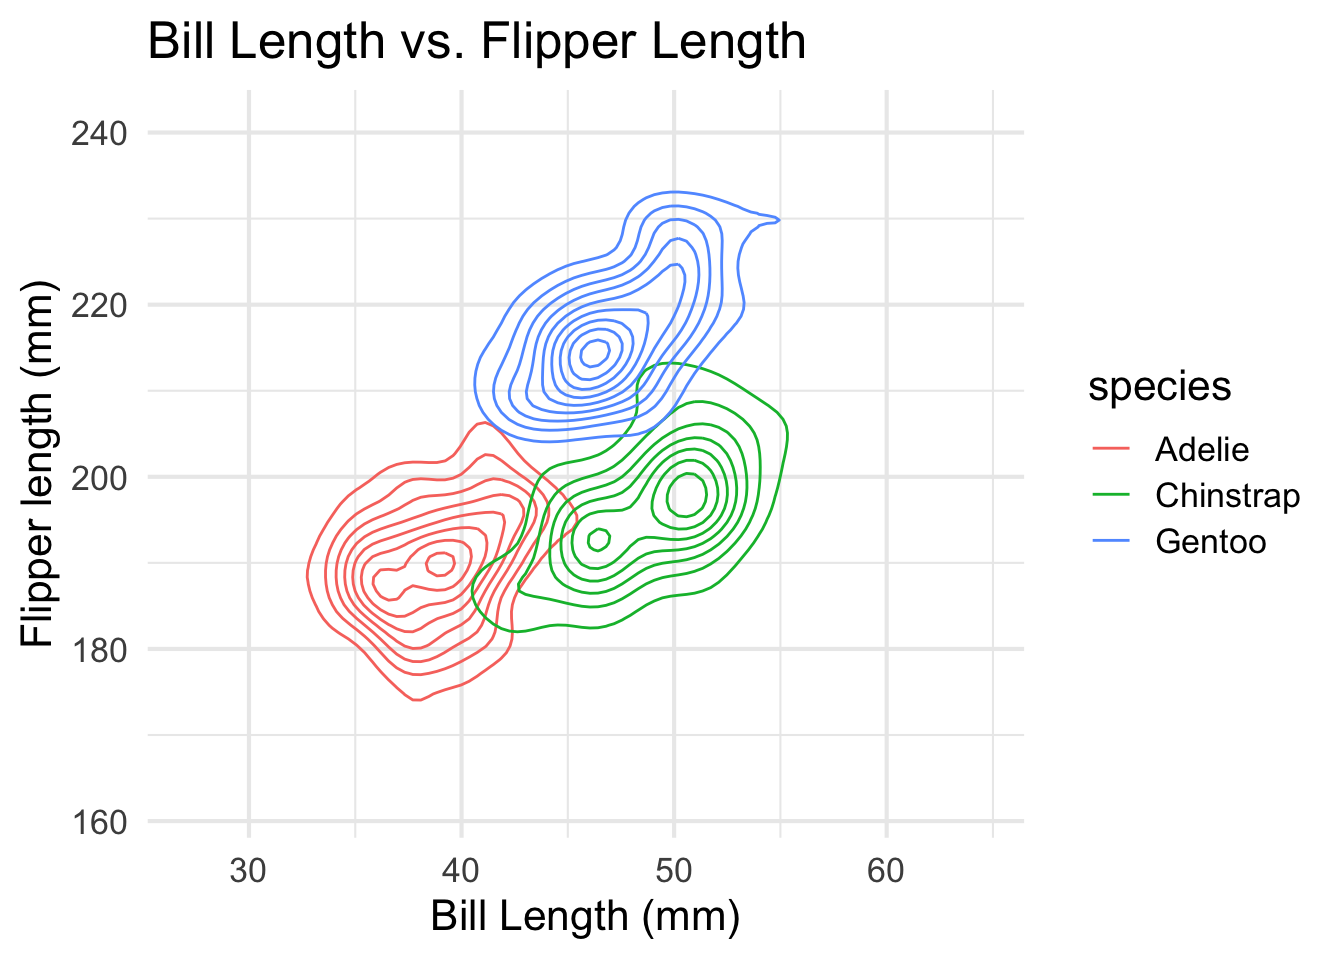 Bill Length vs. Flipper Length
240
220
200
180
160
Flipper length (mm)
30 40 50 60
Bill Length (mm)
species
Adelie
Chinstrap
Gentoo